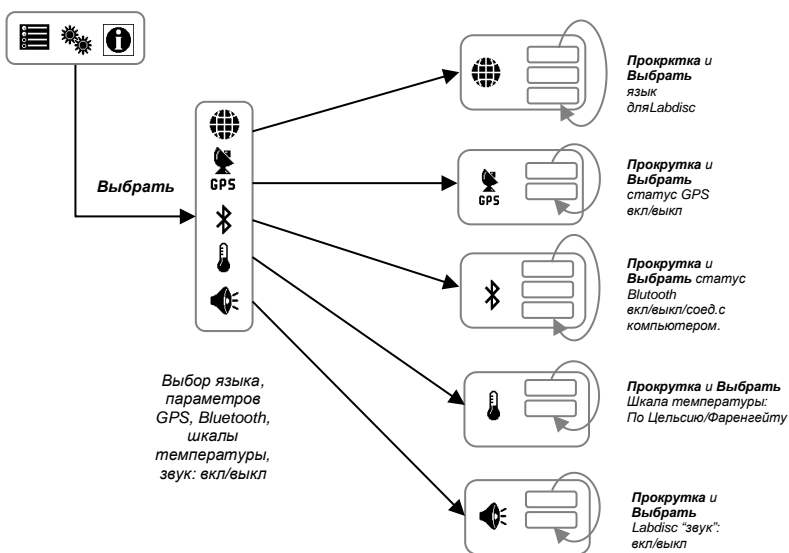 Выбрать
GPS
Выбор языка,
параметров
GPS, Bluetooth,
шкалы
температуры,
звук: вкл/выкл
Прокрктка и
Выбрать
язык
дляLabdisc
GPS
Прокрутка и
Выбрать
статус GPS
вкл/выкл
Прокрутка и
Выбрать статус
Blutooth
вкл/выкл/соед.с
компьютером.
Прокрутка и Выбрать
Шкала температуры:
По Цельсию/Фаренгейту
Прокрутка и
Выбрать
Labdisc “звук”:
вкл/выкл